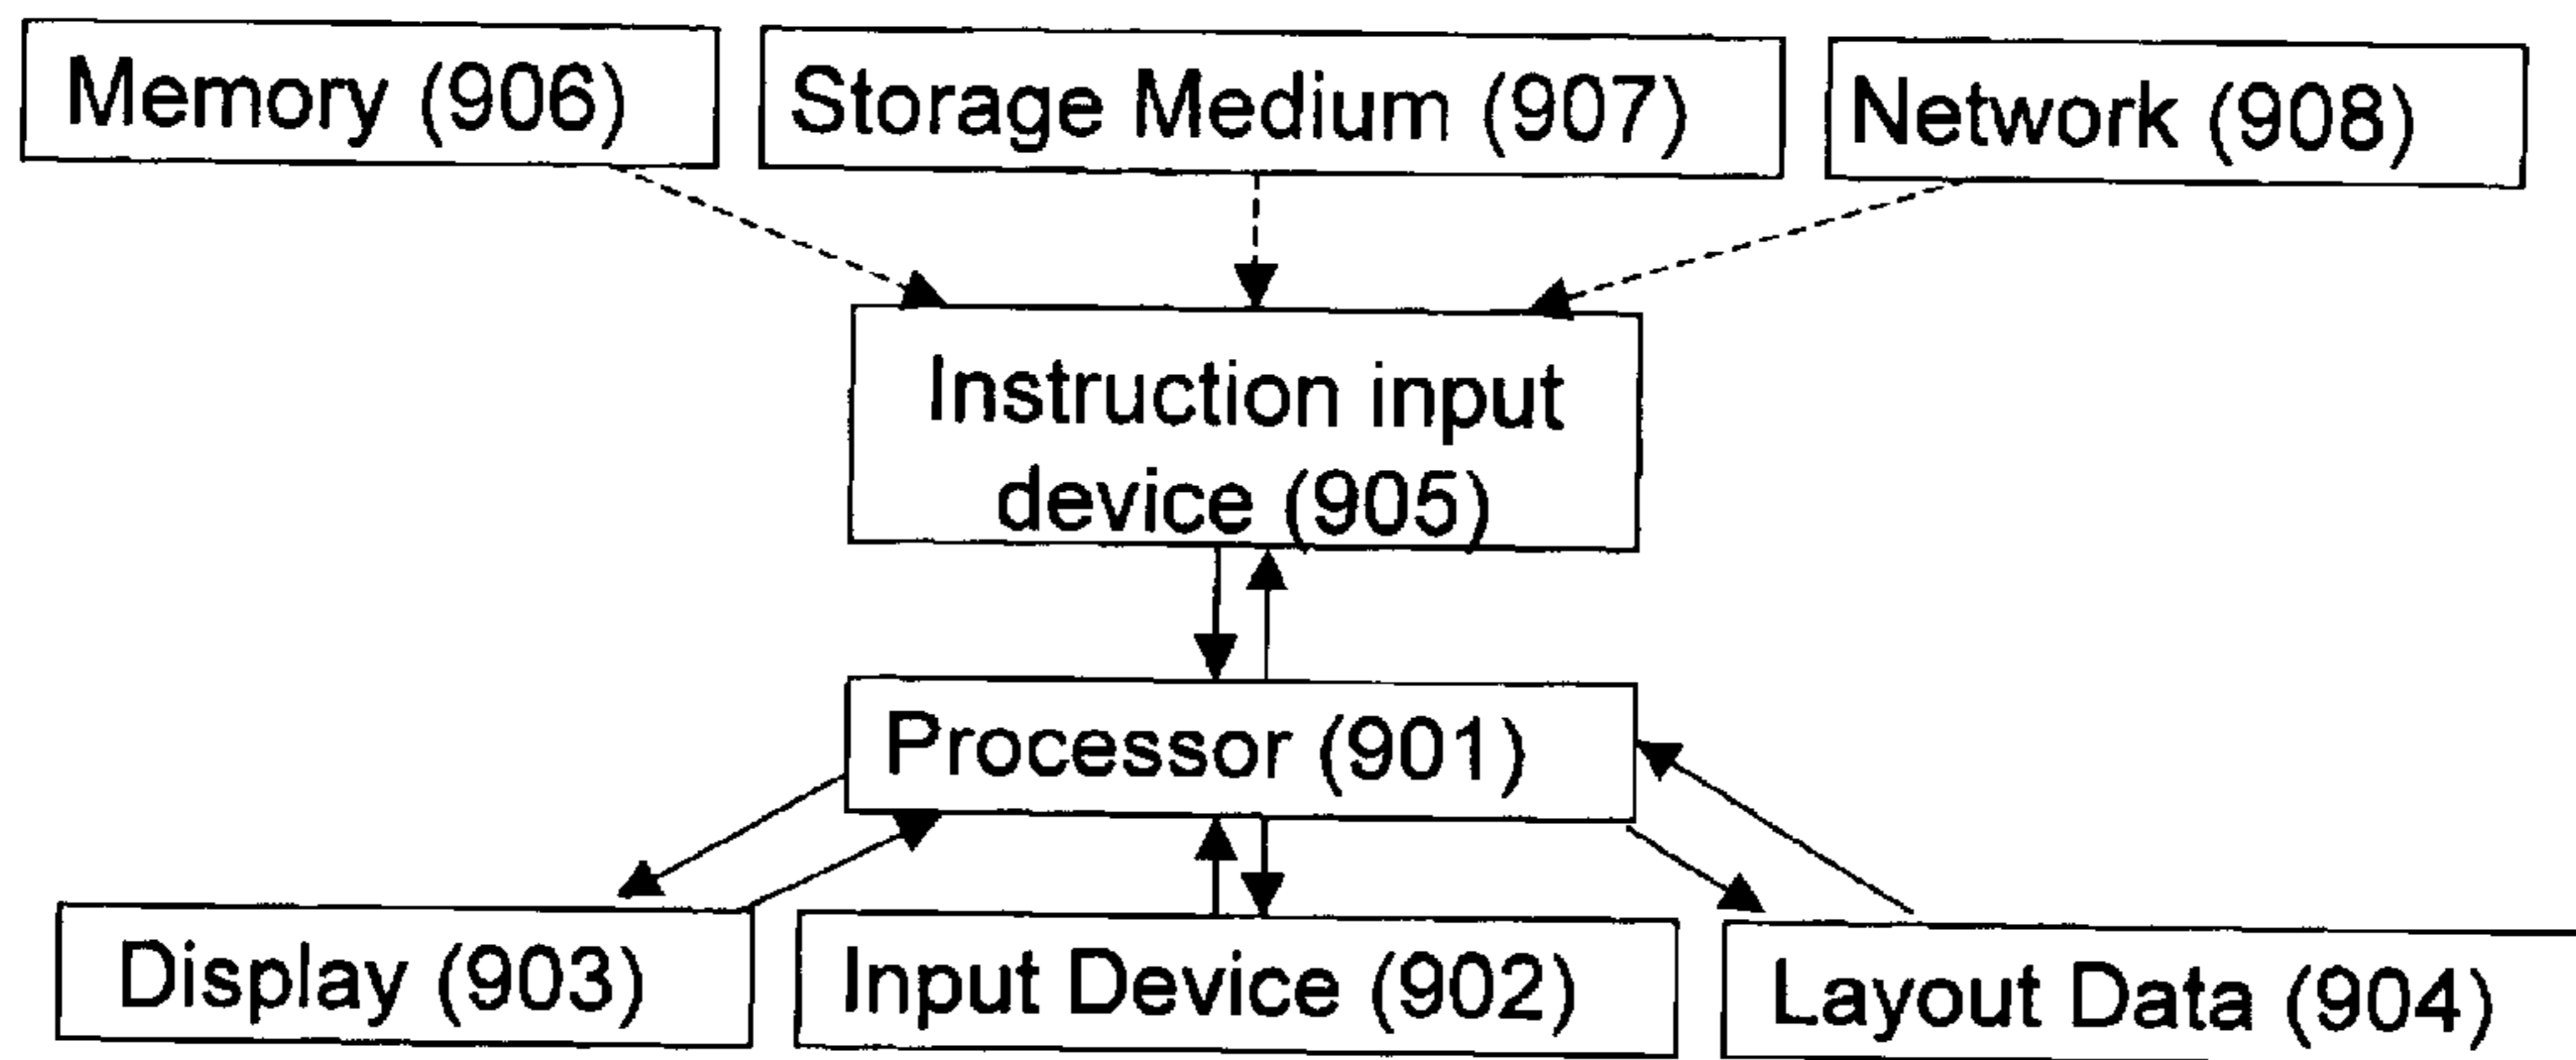 Memory (906)
Storage Medium (907)
Network (908)
Instruction input
device (905)
Processor (901)
Display (903)
Input Device (902)
Layout Data (904)